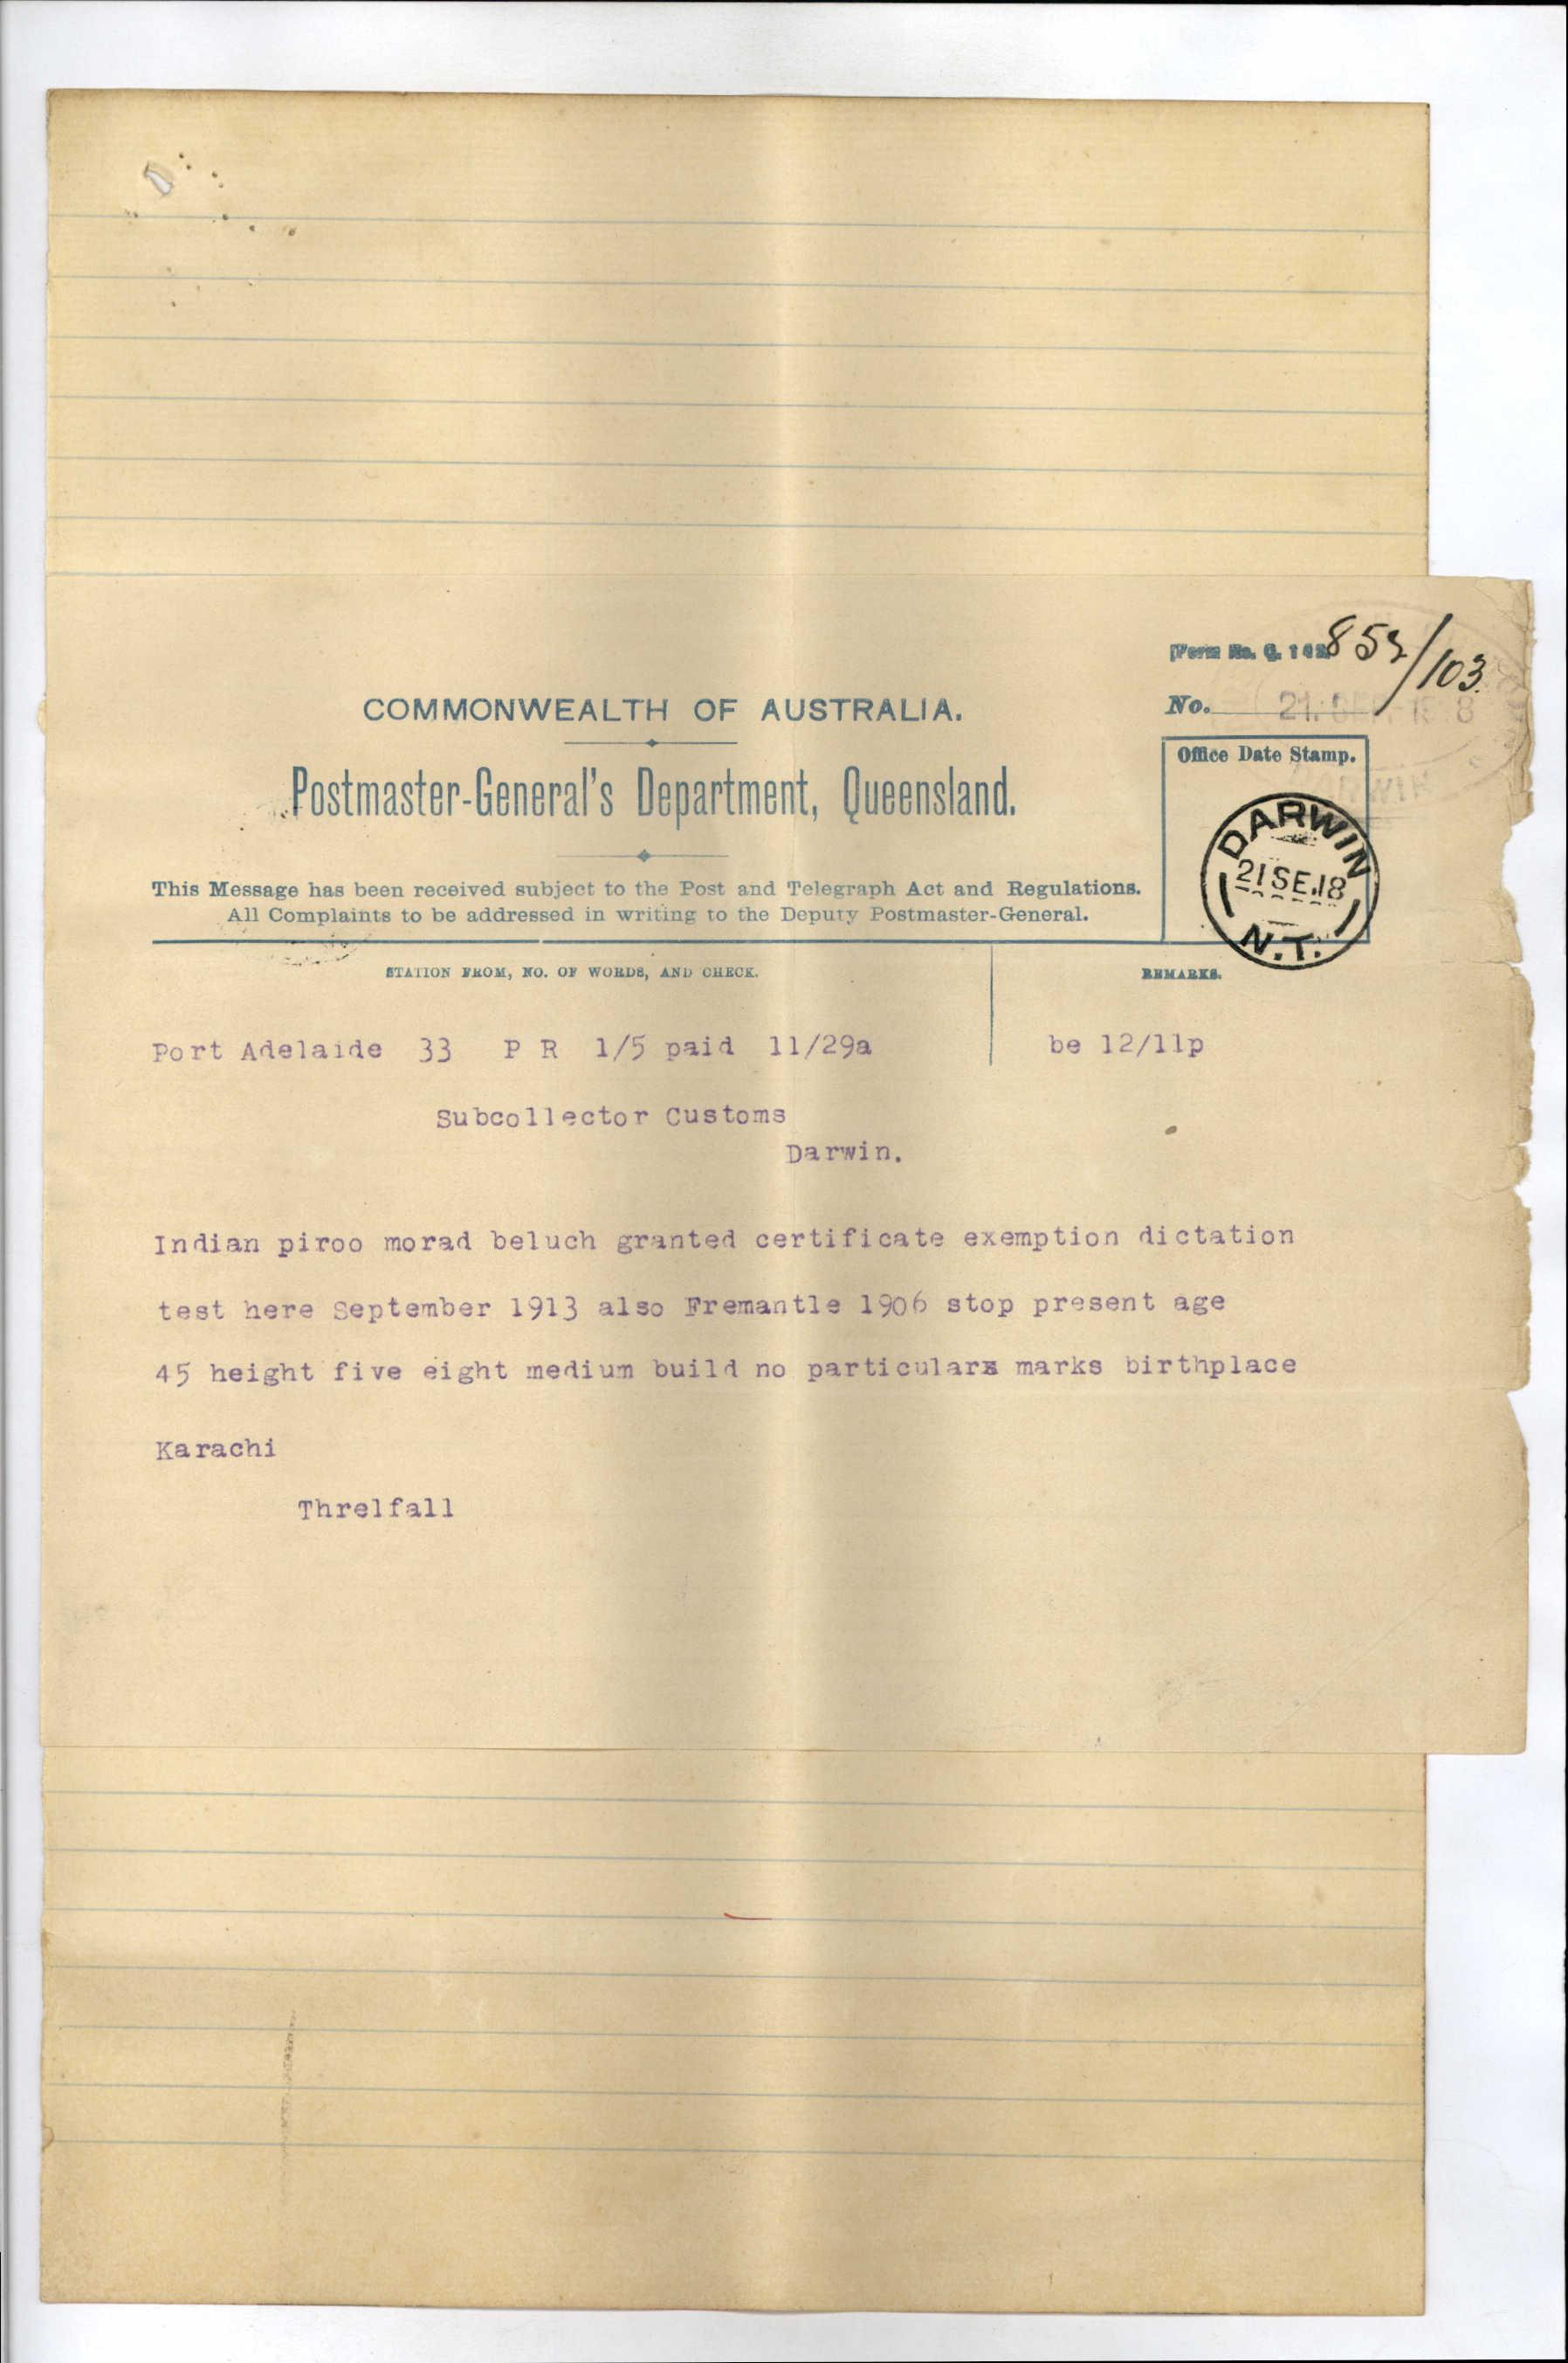 [Form No. G. 142
853/103.
COMMONWEALTH OF AUSTRALIA.
No.
21. 
Postmaster-General's Department, Queensland.
Office Date Stamp.
DARWIN
21 SE.18
N.T.
This Message has been received subject to the Post and Telegraph Act and Regulations.
All Complaints to be addressed in writing to the Deputy Postmaster-General.
STATION FROM, NO. OF WORDS, AND CHECK.
REMARKS.
Port Adelaide 33 P R 1/5 paid 11/29a
be 12/11p
Subcollector Customs
Darwin.
Indian piroo morad beluch granted certificate exemption dictation
test here September 1913 also Fremantle 1906 stop present age
45 height five eight medium build no particulars marks birthplace
Karachi
Threlfall